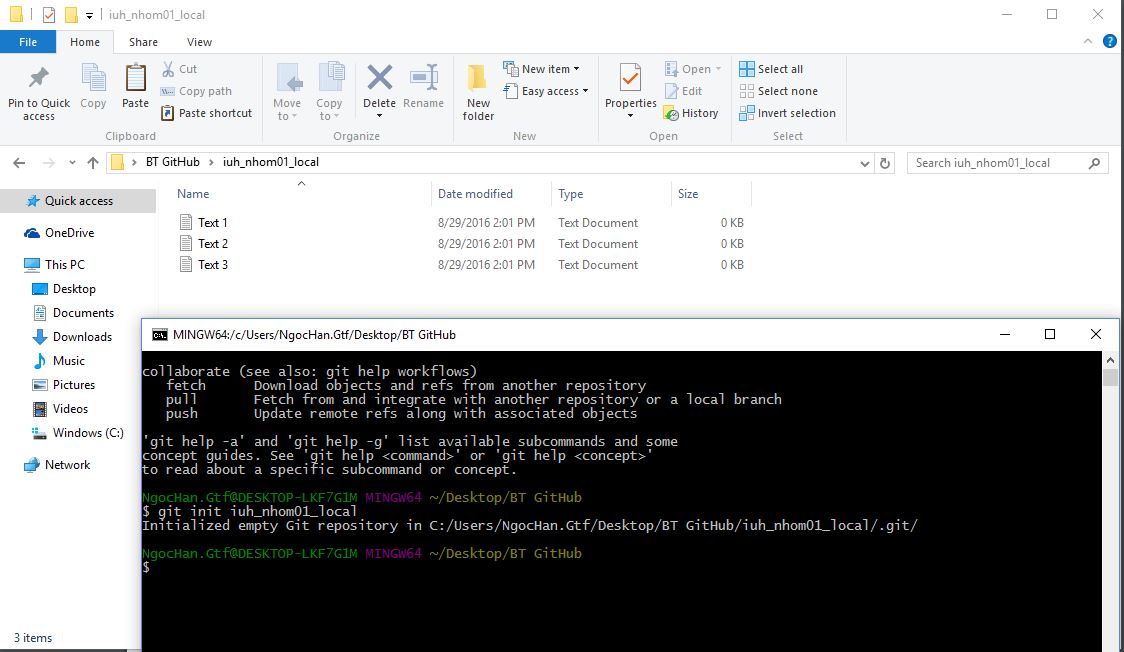 iuh_nhom01_local
File Home Share View
Pin to Quick access
Copy
Paste
Cut
Copy path
Paste shortcut
Clipboard
Move to
Copy to
Delete
Rename
Organize
New folder
New item
Easy access
New
Properties
Open
Edit
History
Open
Select all
Select none
Invert selection
Select
BT GitHub iuh_nhom01_local
Search iuh_nhom01_local
Name Date modified Type Size
Text 1 8/29/2016 2:01 PM Text Document 0 KB
Text 2 8/29/2016 2:01 PM Text Document 0 KB
Text 3 8/29/2016 2:01 PM Text Document 0 KB
Quick access
OneDrive
This PC
Desktop
Documents
Downloads
Music
Pictures
Videos
Windows (C:)
Network
3 items
MINGW64:/c/Users/NgocHan.Gtf/Desktop/BT GitHub
collaborate (see also: git help workflows)
fetch Download objects and refs from another repository
pull Fetch from and integrate with another repository or a local branch
push Update remote refs along with associated objects
'git help -a' and 'git help -g' list available subcommands and some
concept guides. See 'git help <command>' or 'git help <concept>'
to read about a specific subcommand or concept.
NgocHan.Gtf@DESKTOP-LKF7G1M MINGW64 ~/Desktop/BT GitHub
$ git init iuh_nhom01_local
Initialized empty Git repository in C:/Users/NgocHan.Gtf/Desktop/BT GitHub/iuh_nhom01_local/.git/
NgocHan.Gtf@DESKTOP-LKF7G1M MINGW64 ~/Desktop/BT GitHub
$